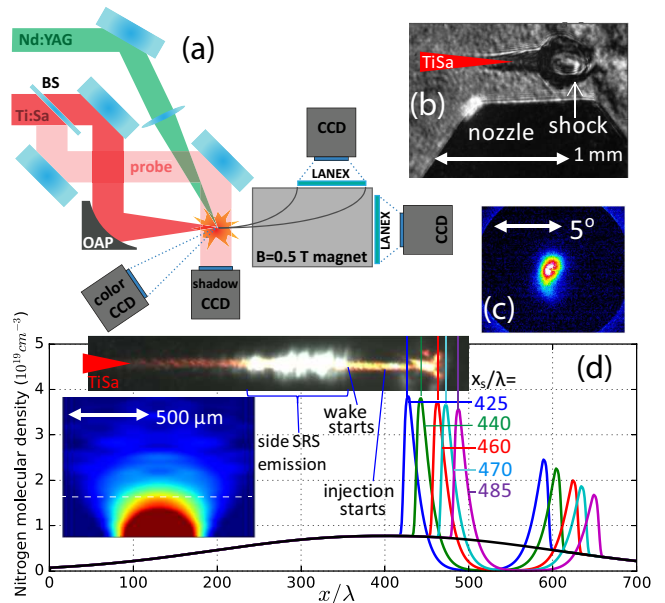 (a)
Nd:YAG
BS
Ti:Sa
probe
OAP
color
CCD
shadow
CCD
CCD
LANEX
B=0.5 T magnet
LANEX
CCD
(b)
TiSa
nozzle
shock
1 mm
5°
(c)
(d)
Nitrogen molecular density (10^19 cm^-3)
5
4
3
2
1
0
TiSa
500 μm
side SRS
emission
wake
starts
injection
starts
x_s/λ=
425
440
460
470
485
0 100 200 300 400 500 600 700
x/λ